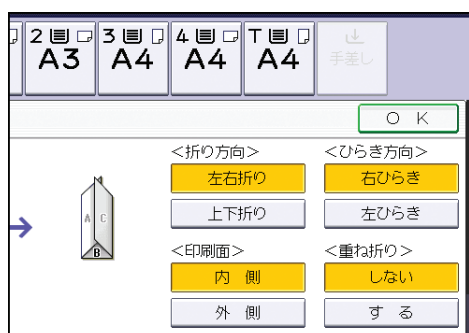 2 3 4 T
A3 A4 A4 A4 手差し
O K
<折り方向> <ひらき方向>
左右折り 右ひらき
上下折り 左ひらき
A C
B
<印刷面> <重ね折り>
内 側 しない
外 側 す る